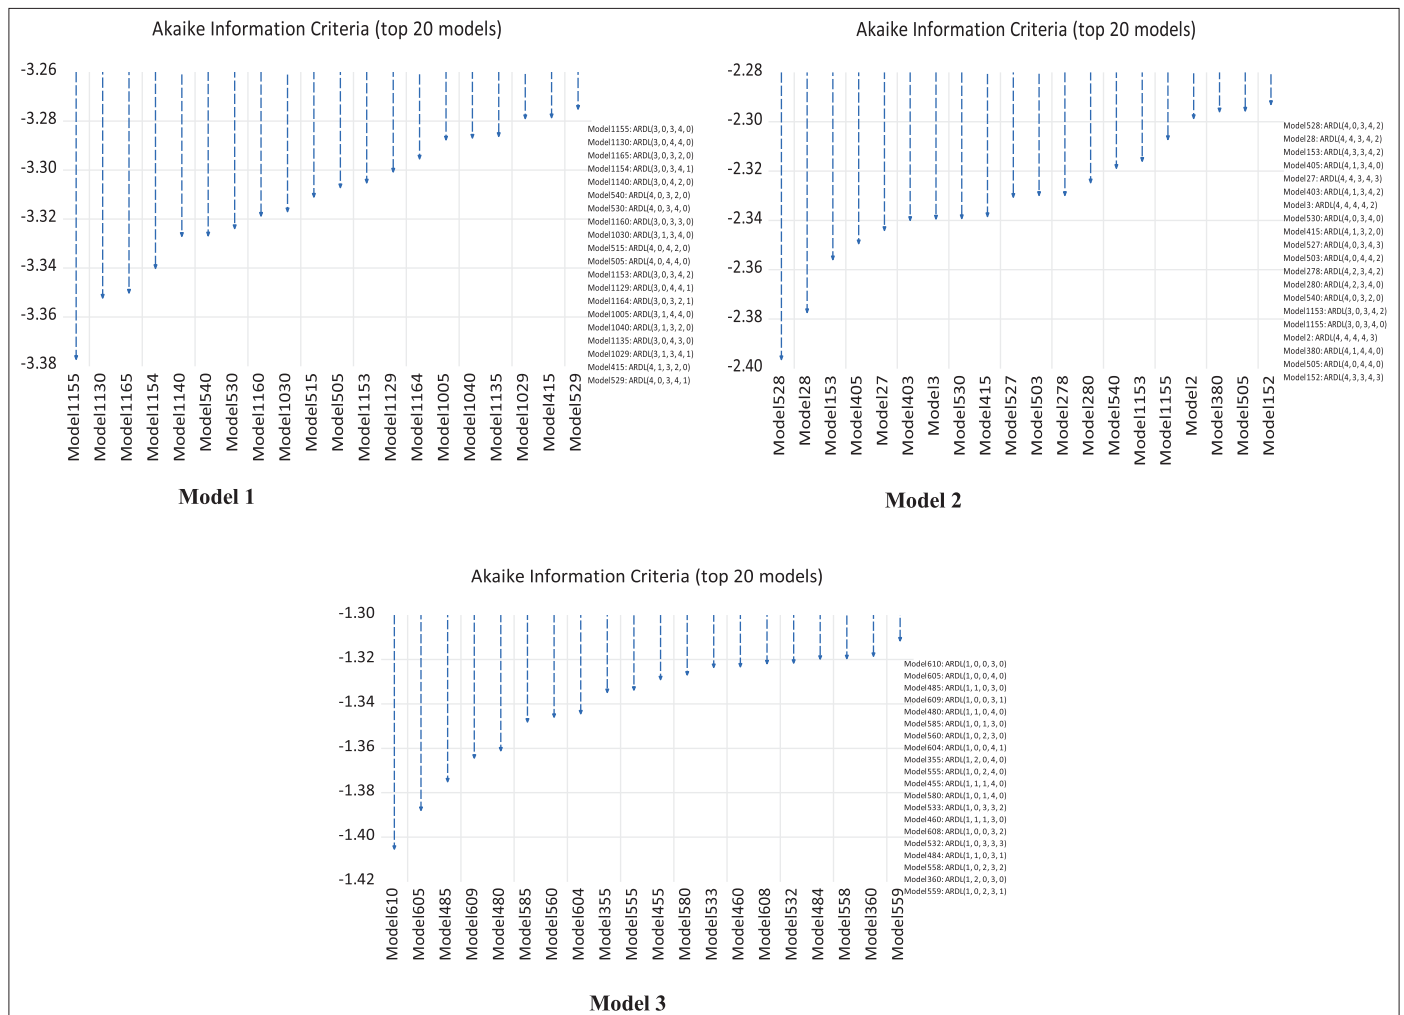 Akaike Information Criteria (top 20 models)
-3.26
-3.28
-3.30
-3.32
-3.34
-3.36
-3.38
Model1155
Model1130
Model1165
Model1154
Model1140
Model540
Model530
Model1160
Model1030
Model515
Model505
Model1153
Model1129
Model1164
Model1005
Model1040
Model1135
Model1029
Model415
Model529
Model1155: ARDL(3, 0, 3, 4, 0)
Model1130: ARDL(3, 0, 4, 4, 0)
Model1165: ARDL(3, 0, 3, 2, 0)
Model1154: ARDL(3, 0, 3, 4, 1)
Model1140: ARDL(3, 0, 4, 2, 0)
Model540: ARDL(4, 0, 3, 2, 0)
Model530: ARDL(4, 0, 3, 4, 0)
Model1160: ARDL(3, 0, 3, 3, 0)
Model1030: ARDL(3, 1, 3, 4, 0)
Model515: ARDL(4, 0, 4, 2, 0)
Model505: ARDL(4, 0, 4, 4, 0)
Model1153: ARDL(3, 0, 3, 4, 2)
Model1129: ARDL(3, 0, 4, 4, 1)
Model1164: ARDL(3, 0, 3, 2, 1)
Model1005: ARDL(3, 1, 4, 4, 0)
Model1040: ARDL(3, 1, 3, 2, 0)
Model1135: ARDL(3, 0, 4, 3, 0)
Model1029: ARDL(3, 1, 3, 4, 1)
Model415: ARDL(4, 1, 3, 2, 0)
Model529: ARDL(4, 0, 3, 4, 1)
Model 1
Akaike Information Criteria (top 20 models)
-2.28
-2.30
-2.32
-2.34
-2.36
-2.38
-2.40
Model528
Model28
Model153
Model405
Model27
Model403
Model3
Model530
Model415
Model527
Model503
Model278
Model280
Model540
Model1153
Model1155
Model2
Model380
Model505
Model152
Model528: ARDL(4, 0, 3, 4, 2)
Model28: ARDL(4, 4, 3, 4, 2)
Model153: ARDL(4, 3, 3, 4, 2)
Model405: ARDL(4, 1, 3, 4, 0)
Model27: ARDL(4, 4, 3, 4, 3)
Model403: ARDL(4, 1, 3, 4, 2)
Model3: ARDL(4, 4, 4, 4, 2)
Model530: ARDL(4, 0, 3, 4, 0)
Model415: ARDL(4, 1, 3, 2, 0)
Model527: ARDL(4, 0, 3, 4, 3)
Model503: ARDL(4, 0, 4, 4, 2)
Model278: ARDL(4, 2, 3, 4, 2)
Model280: ARDL(4, 2, 3, 4, 0)
Model540: ARDL(4, 0, 3, 2, 0)
Model1153: ARDL(3, 0, 3, 4, 2)
Model1155: ARDL(3, 0, 3, 4, 0)
Model2: ARDL(4, 4, 4, 4, 3)
Model380: ARDL(4, 1, 4, 4, 0)
Model505: ARDL(4, 0, 4, 4, 0)
Model152: ARDL(4, 3, 3, 4, 3)
Model 2
Akaike Information Criteria (top 20 models)
-1.30
-1.32
-1.34
-1.36
-1.38
-1.40
-1.42
Model610
Model605
Model485
Model609
Model480
Model585
Model560
Model604
Model355
Model555
Model455
Model580
Model533
Model460
Model608
Model532
Model484
Model558
Model360
Model559
Model610: ARDL(1, 0, 0, 3, 0)
Model605: ARDL(1, 0, 0, 4, 0)
Model485: ARDL(1, 1, 0, 3, 0)
Model609: ARDL(1, 0, 0, 3, 1)
Model480: ARDL(1, 1, 0, 4, 0)
Model585: ARDL(1, 0, 1, 3, 0)
Model560: ARDL(1, 0, 2, 3, 0)
Model604: ARDL(1, 0, 0, 4, 1)
Model355: ARDL(1, 2, 0, 4, 0)
Model555: ARDL(1, 0, 2, 4, 0)
Model455: ARDL(1, 1, 1, 4, 0)
Model580: ARDL(1, 0, 1, 4, 0)
Model533: ARDL(1, 0, 3, 3, 2)
Model460: ARDL(1, 1, 1, 3, 0)
Model608: ARDL(1, 0, 0, 3, 2)
Model532: ARDL(1, 0, 3, 3, 3)
Model484: ARDL(1, 1, 0, 3, 1)
Model558: ARDL(1, 0, 2, 3, 2)
Model360: ARDL(1, 2, 0, 3, 0)
Model559: ARDL(1, 0, 2, 3, 1)
Model 3